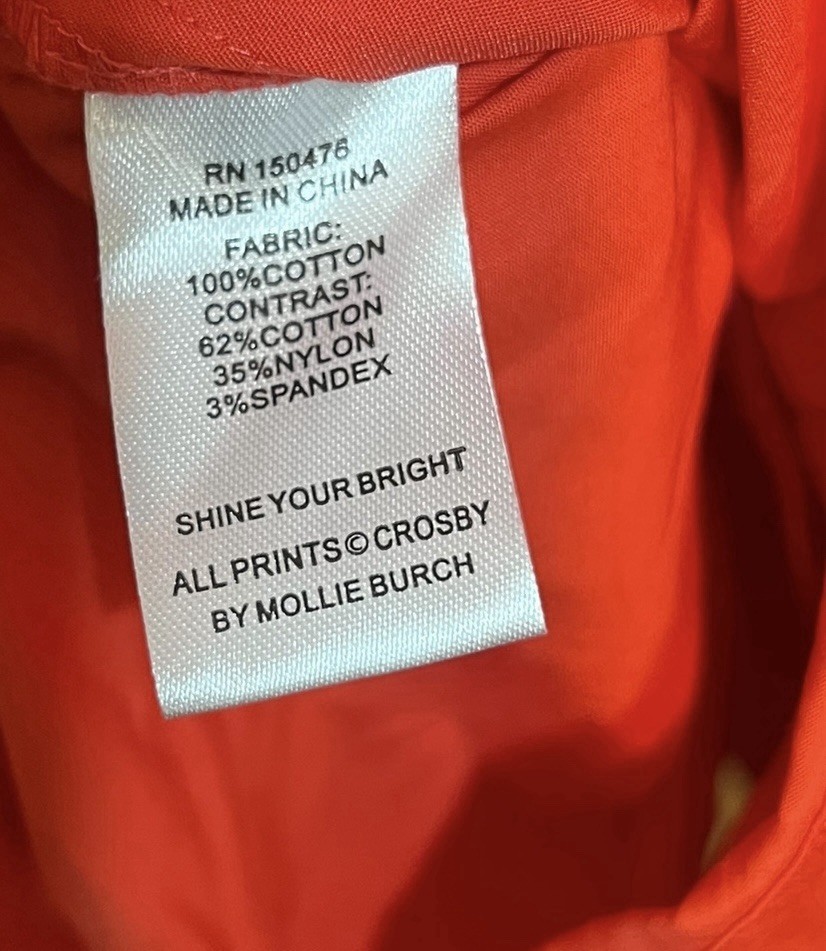 RN 150476
MADE IN CHINA
FABRIC:
100%COTTON
CONTRAST:
62%COTTON
35%NYLON
3%SPANDEX
SHINE YOUR BRIGHT
ALL PRINTS © CROSBY
BY MOLLIE BURCH